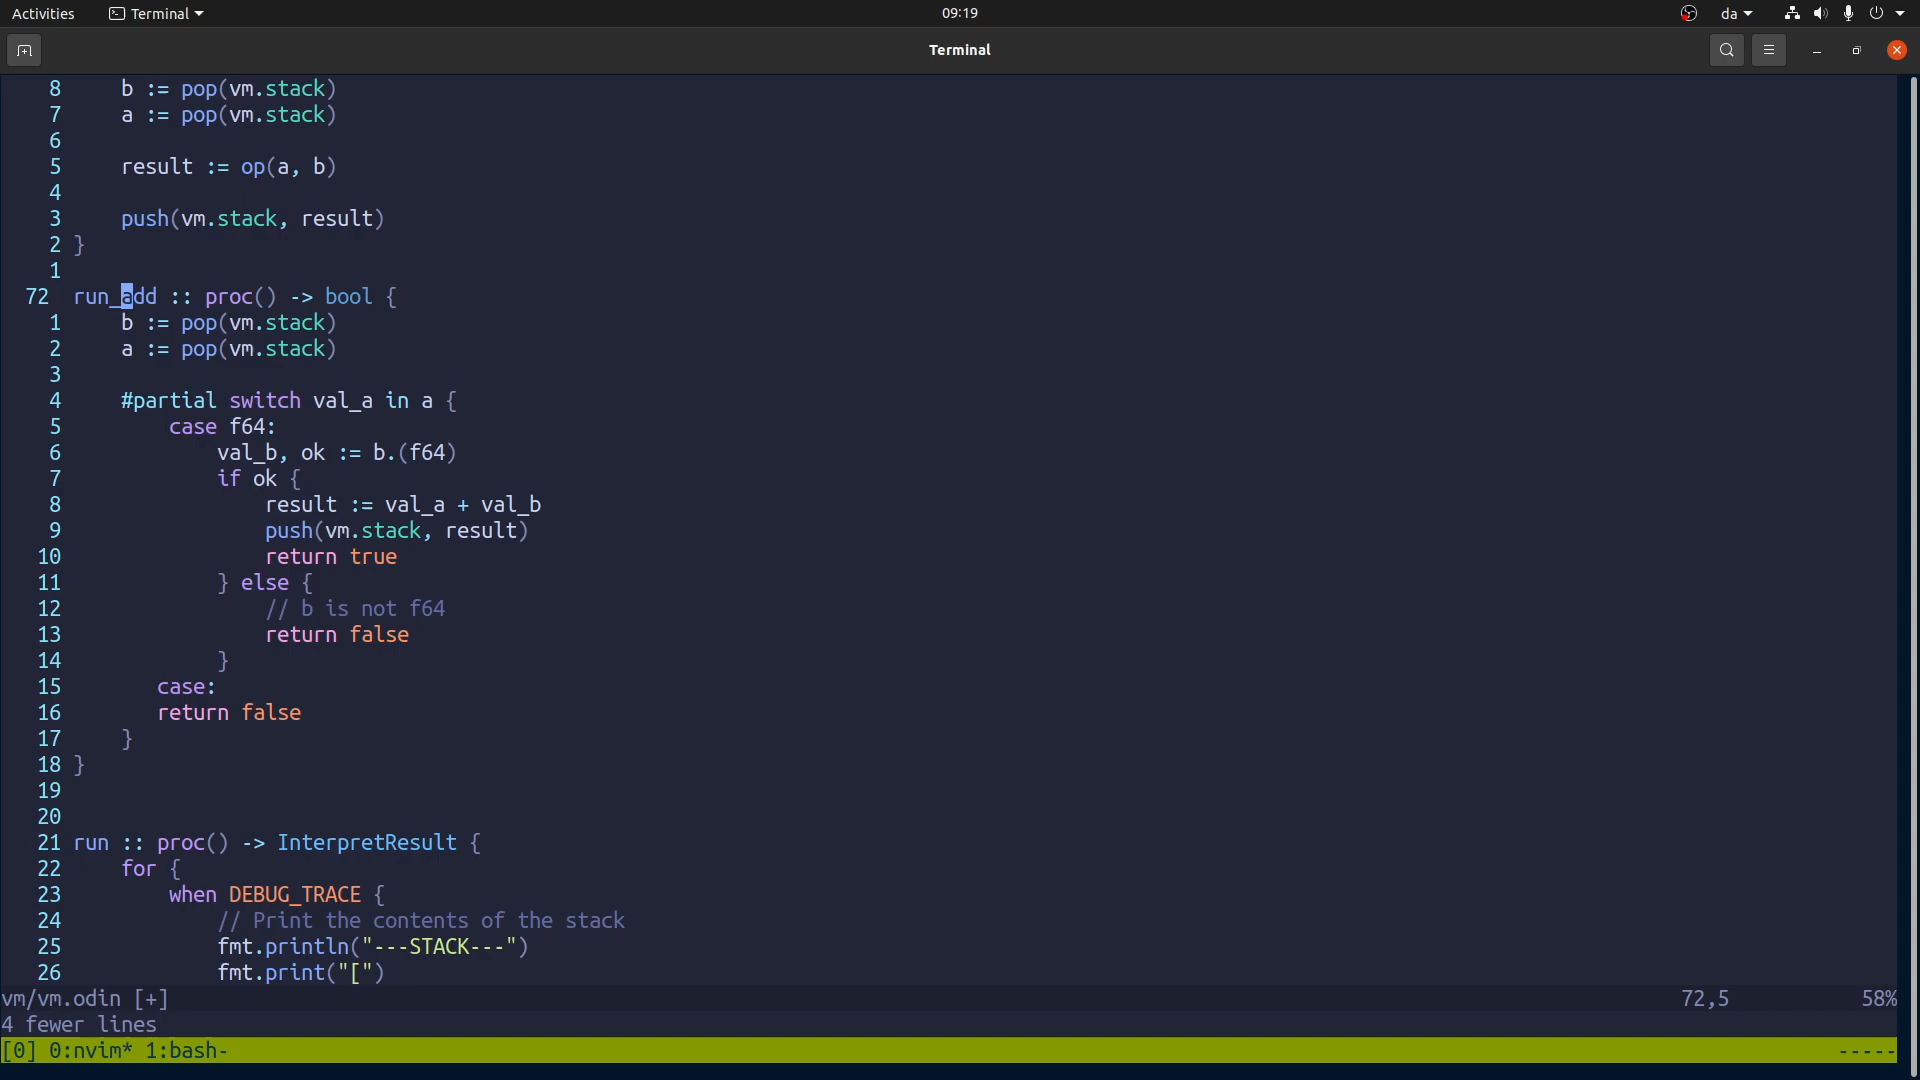 Activities Terminal 09:19 da
Terminal
8 b := pop(vm.stack)
7 a := pop(vm.stack)
6
5 result := op(a, b)
4
3 push(vm.stack, result)
2 }
1
72 run_add :: proc() -> bool {
1 b := pop(vm.stack)
2 a := pop(vm.stack)
3
4 #partial switch val_a in a {
5 case f64:
6 val_b, ok := b.(f64)
7 if ok {
8 result := val_a + val_b
9 push(vm.stack, result)
10 return true
11 } else {
12 // b is not f64
13 return false
14 }
15 case:
16 return false
17 }
18 }
19
20
21 run :: proc() -> InterpretResult {
22 for {
23 when DEBUG_TRACE {
24 // Print the contents of the stack
25 fmt.println("---STACK---")
26 fmt.print("[")
vm/vm.odin [+] 72,5 58%
4 fewer lines
[0] 0:nvim* 1:bash- -----